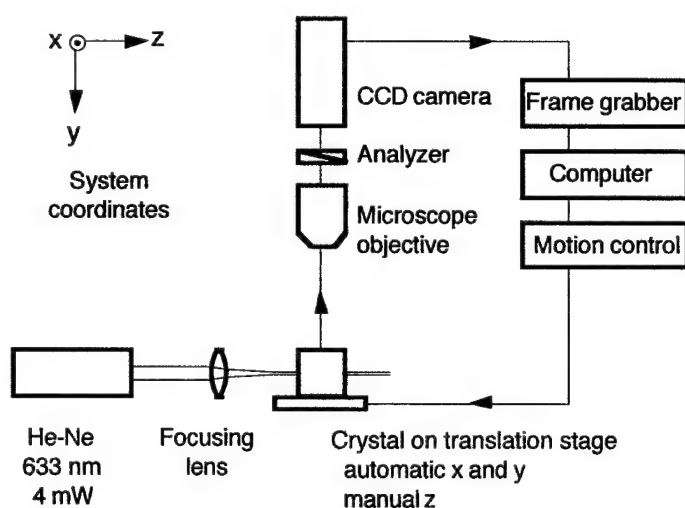 x
z
y
System
coordinates
CCD camera
Analyzer
Microscope
objective
Frame grabber
Computer
Motion control
He-Ne
633 nm
4 mW
Focusing
lens
Crystal on translation stage
automatic x and y
manual z